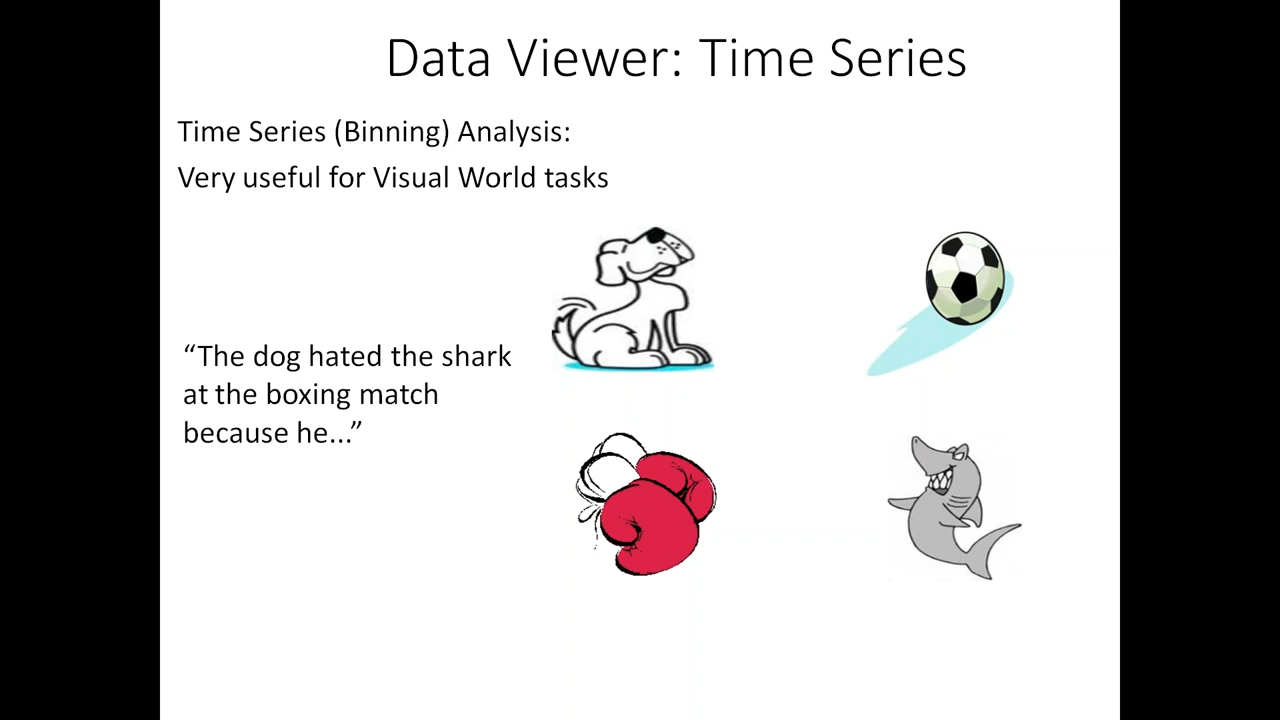 Data Viewer: Time Series
Time Series (Binning) Analysis:
Very useful for Visual World tasks
“The dog hated the shark
at the boxing match
because he...”